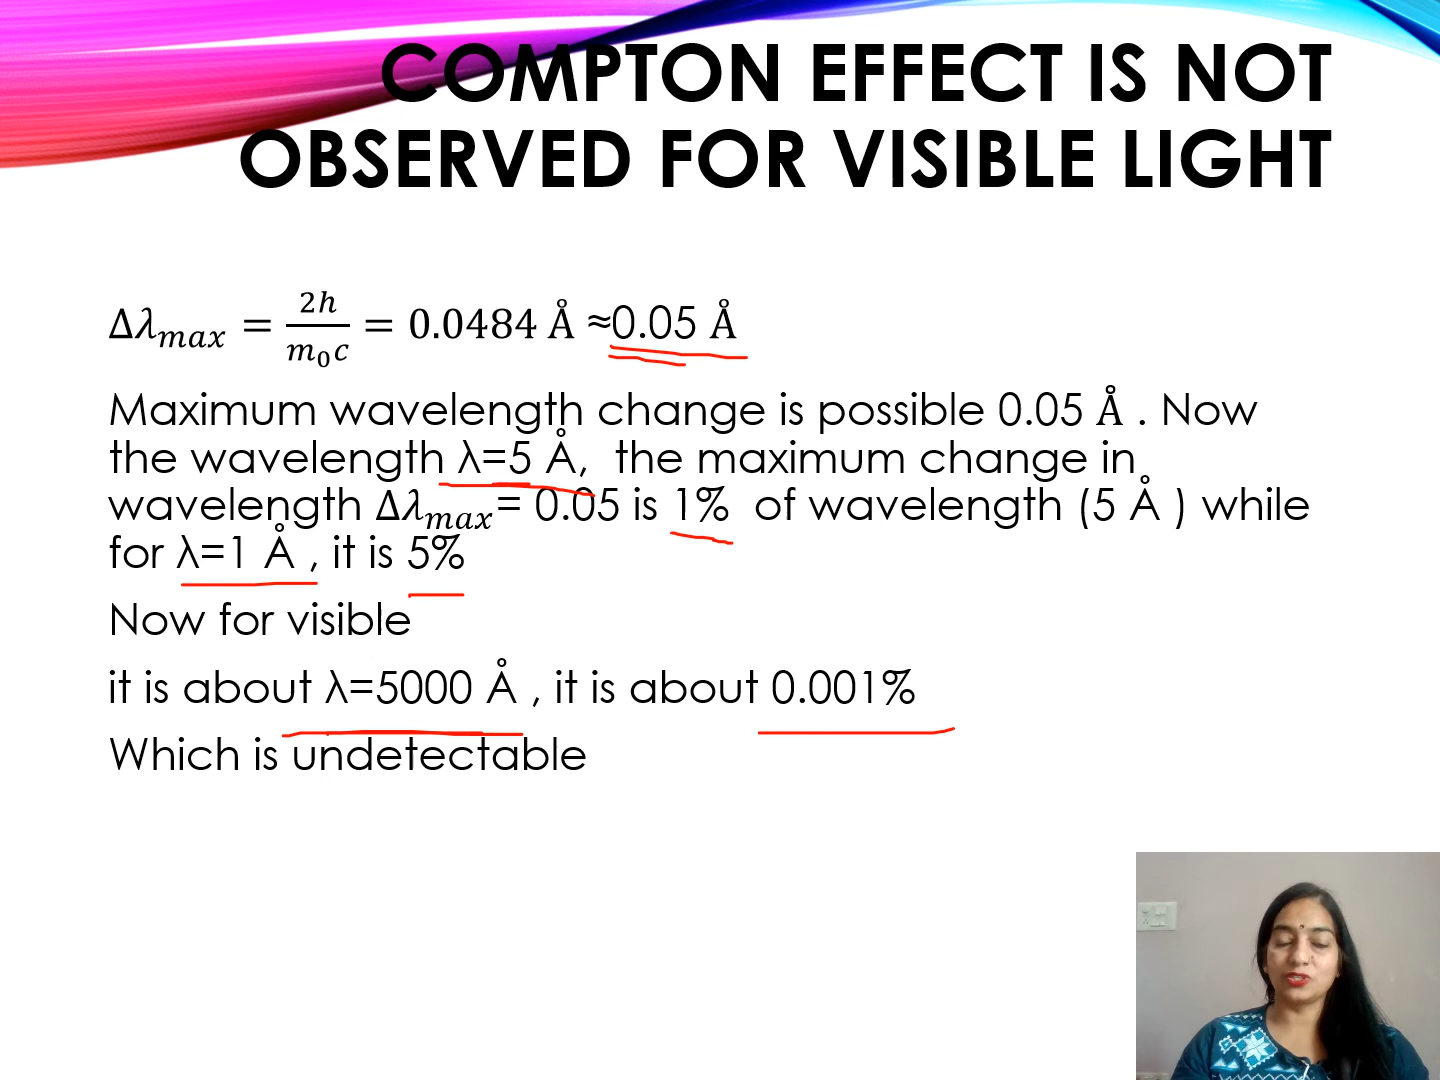 COMPTON EFFECT IS NOT
OBSERVED FOR VISIBLE LIGHT
Δλmax = 2h/m₀c = 0.0484 Å ≈0.05 Å
Maximum wavelength change is possible 0.05 Å . Now
the wavelength λ=5 Å, the maximum change in
wavelength Δλmax= 0.05 is 1% of wavelength (5 Å ) while
for λ=1 Å , it is 5%
Now for visible
it is about λ=5000 Å , it is about 0.001%
Which is undetectable